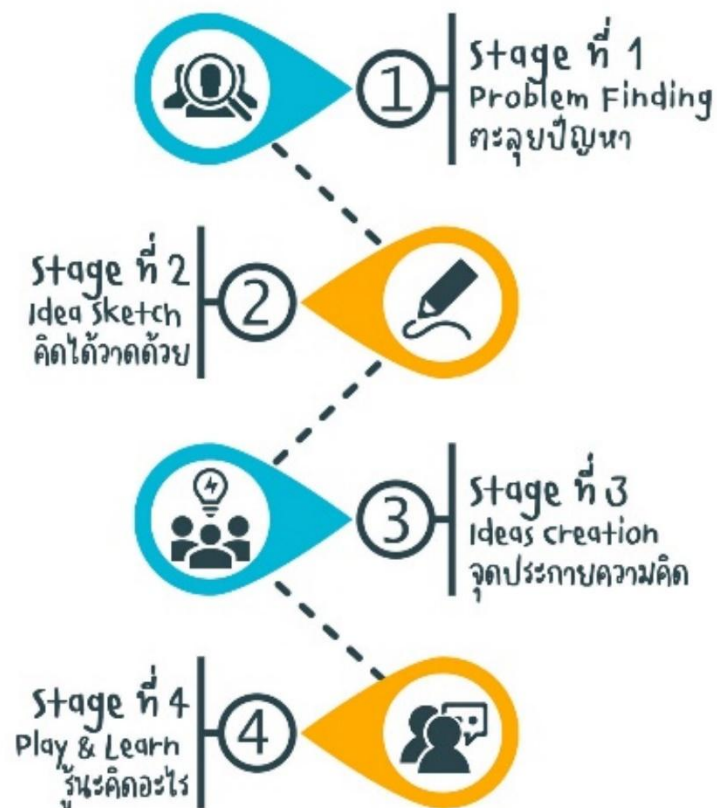 1
Stage ที่ 1
Problem Finding
ตะลุยปัญหา
Stage ที่ 2
Idea Sketch
คิดได้วาดด้วย
2
3
Stage ที่ 3
Ideas creation
จุดประกายความคิด
Stage ที่ 4
Play & Learn
รู้นะคิดอะไร
4